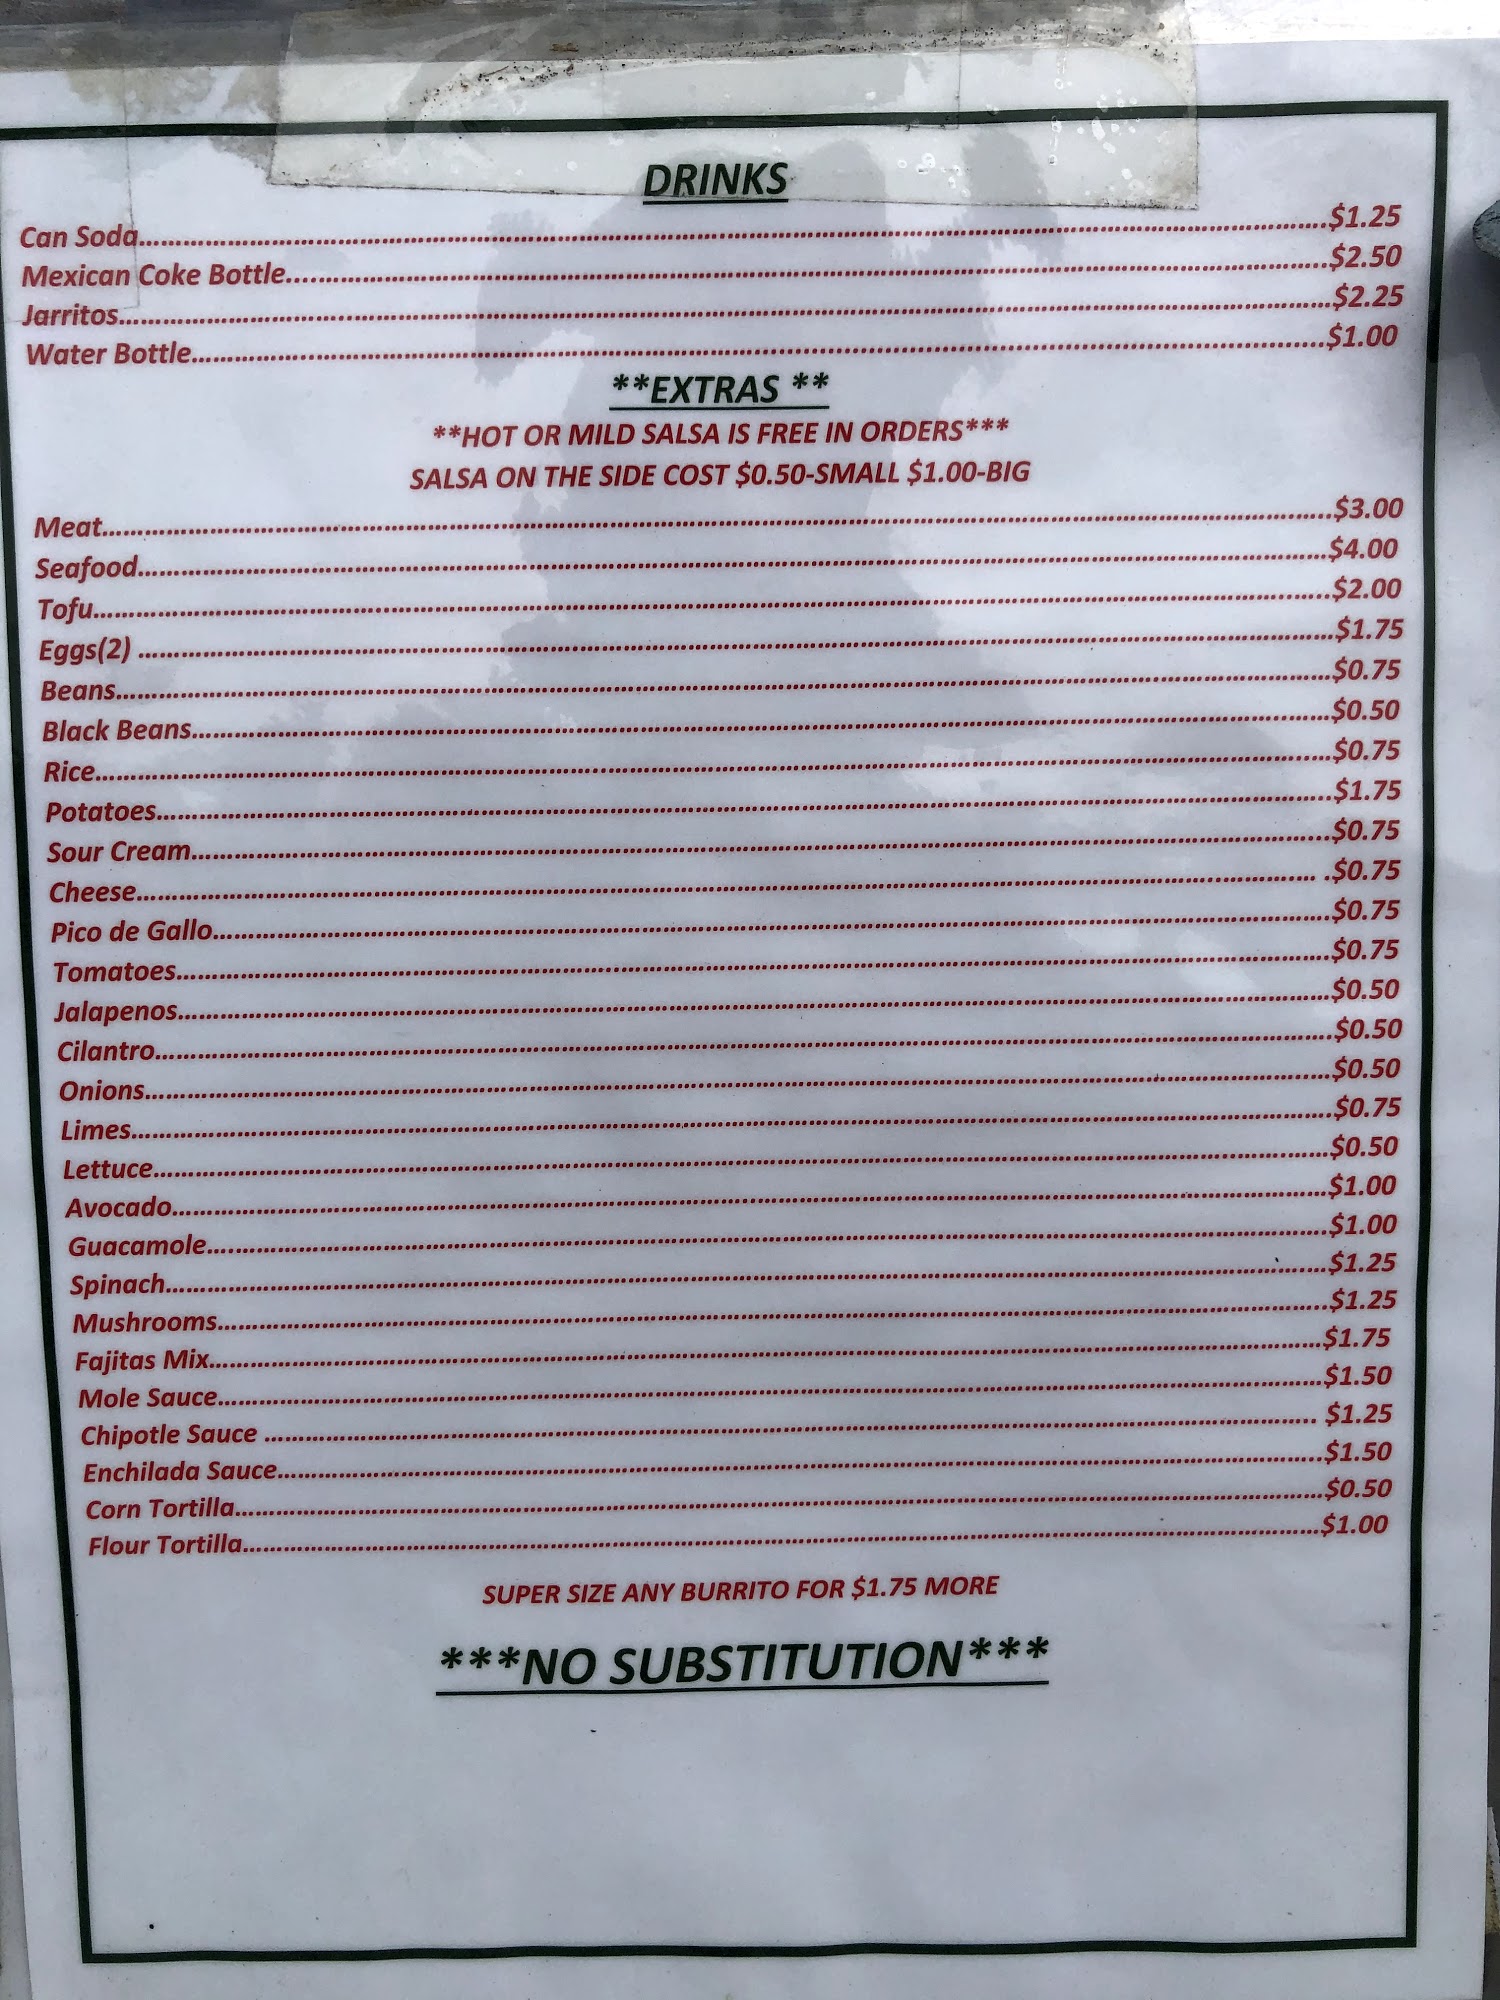 DRINKS
Can Soda........$1.25
Mexican Coke Bottle........$2.50
Jarritos........$2.25
Water Bottle........$1.00
**EXTRAS **
**HOT OR MILD SALSA IS FREE IN ORDERS***
SALSA ON THE SIDE COST $0.50-SMALL $1.00-BIG
Meat........$3.00
Seafood........$4.00
Tofu........$2.00
Eggs(2) ........$1.75
Beans........$0.75
Black Beans........$0.50
Rice........$0.75
Potatoes........$1.75
Sour Cream........$0.75
Cheese........ .$0.75
Pico de Gallo........$0.75
Tomatoes........$0.75
Jalapenos........$0.50
Cilantro........$0.50
Onions........$0.50
Limes........$0.75
Lettuce........$0.50
Avocado........$1.00
Guacamole........$1.00
Spinach........$1.25
Mushrooms........$1.25
Fajitas Mix........$1.75
Mole Sauce........$1.50
Chipotle Sauce ........ $1.25
Enchilada Sauce........$1.50
Corn Tortilla........$0.50
Flour Tortilla........$1.00
SUPER SIZE ANY BURRITO FOR $1.75 MORE
***NO SUBSTITUTION***